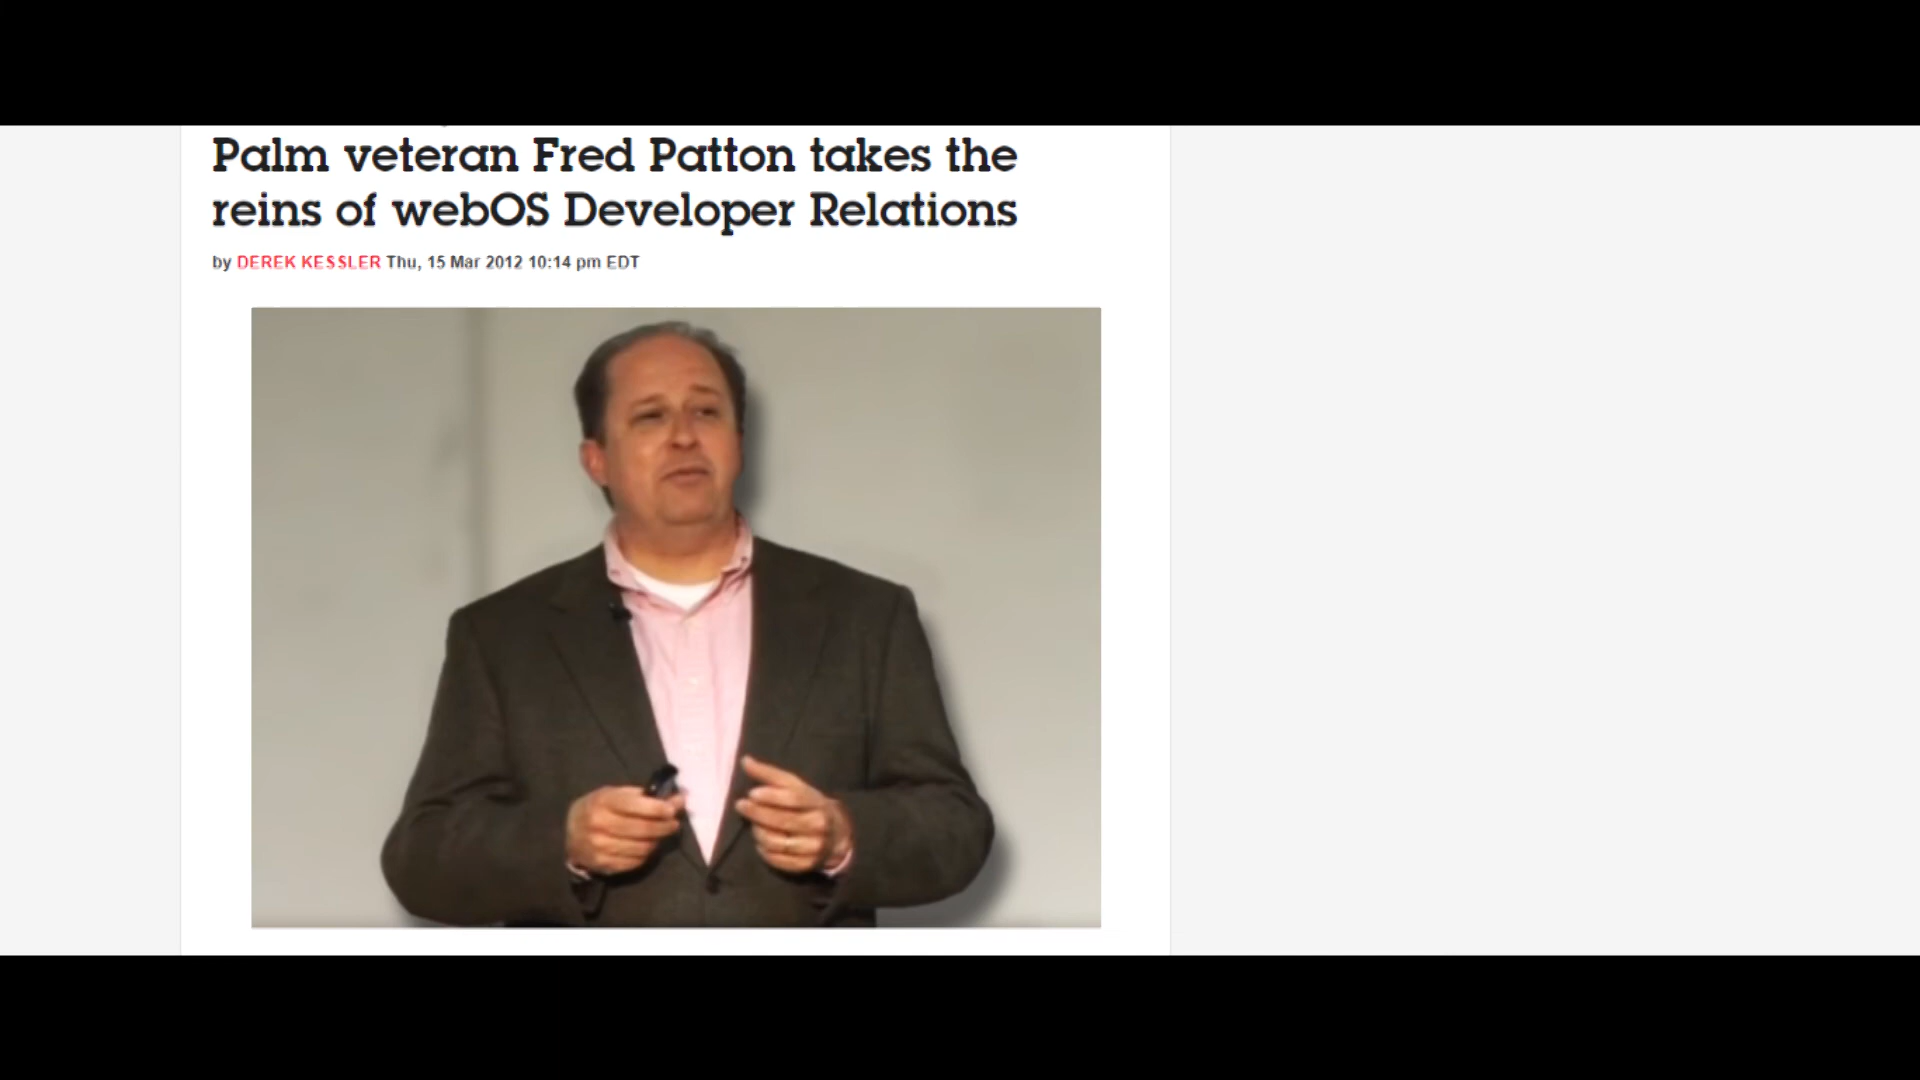 Palm veteran Fred Patton takes the
reins of webOS Developer Relations
by DEREK KESSLER Thu, 15 Mar 2012 10:14 pm EDT